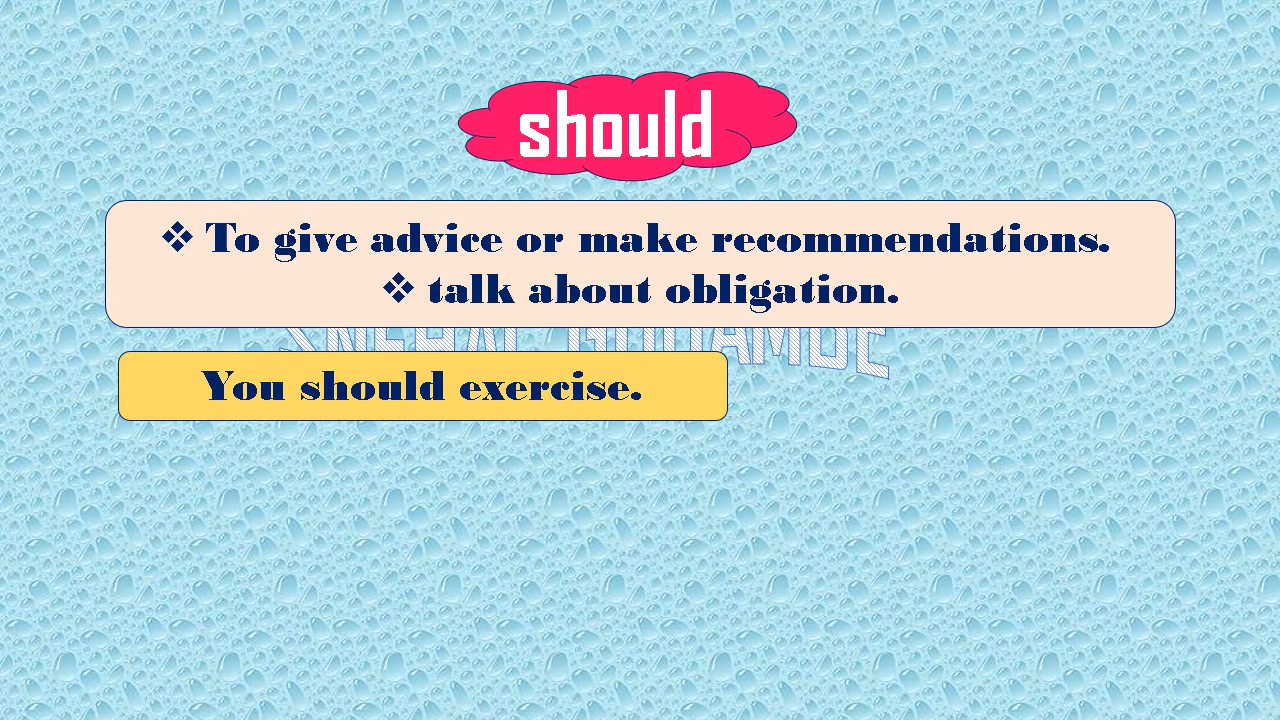 should
❖ To give advice or make recommendations.
❖ talk about obligation.
You should exercise.